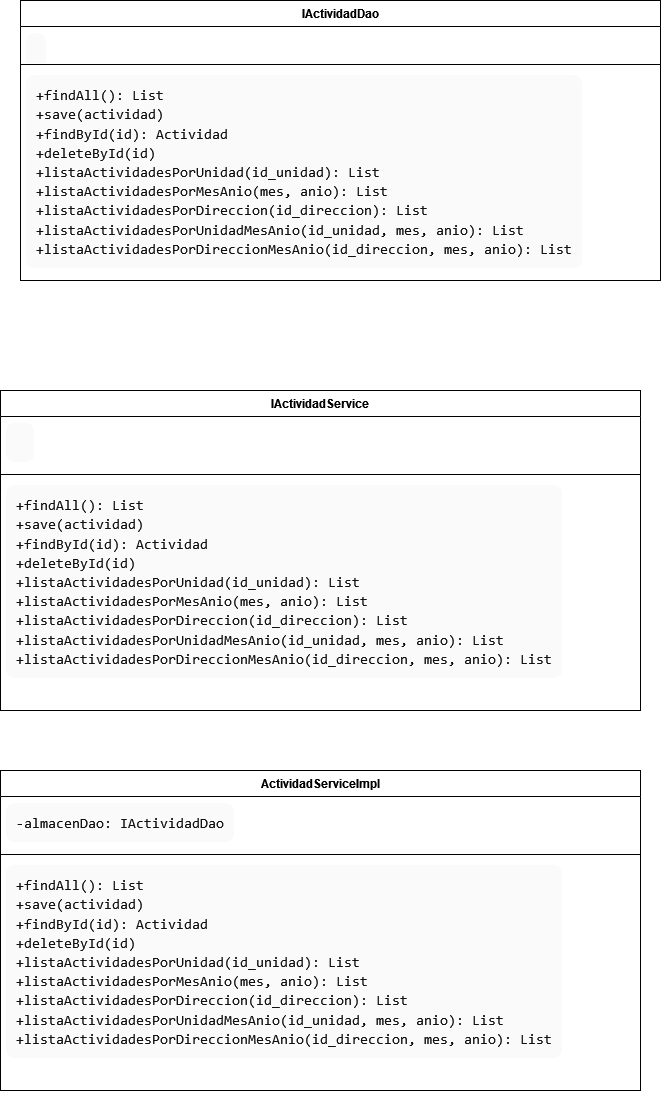 IActividadDao
+findAll(): List
+save(actividad)
+findById(id): Actividad
+deleteById(id)
+listaActividadesPorUnidad(id_unidad): List
+listaActividadesPorMesAnio(mes, anio): List
+listaActividadesPorDireccion(id_direccion): List
+listaActividadesPorUnidadMesAnio(id_unidad, mes, anio): List
+listaActividadesPorDireccionMesAnio(id_direccion, mes, anio): List
IActividadService
+findAll(): List
+save(actividad)
+findById(id): Actividad
+deleteById(id)
+listaActividadesPorUnidad(id_unidad): List
+listaActividadesPorMesAnio(mes, anio): List
+listaActividadesPorDireccion(id_direccion): List
+listaActividadesPorUnidadMesAnio(id_unidad, mes, anio): List
+listaActividadesPorDireccionMesAnio(id_direccion, mes, anio): List
ActividadServiceImpl
-almacenDao: IActividadDao
+findAll(): List
+save(actividad)
+findById(id): Actividad
+deleteById(id)
+listaActividadesPorUnidad(id_unidad): List
+listaActividadesPorMesAnio(mes, anio): List
+listaActividadesPorDireccion(id_direccion): List
+listaActividadesPorUnidadMesAnio(id_unidad, mes, anio): List
+listaActividadesPorDireccionMesAnio(id_direccion, mes, anio): List